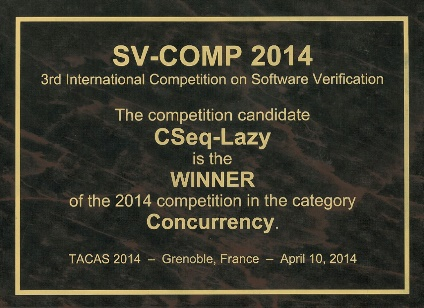 SV-COMP 2014
3rd International Competition on Software Verification
The competition candidate
CSeq-Lazy
is the
WINNER
of the 2014 competition in the category
Concurrency.
TACAS 2014 – Grenoble, France – April 10, 2014